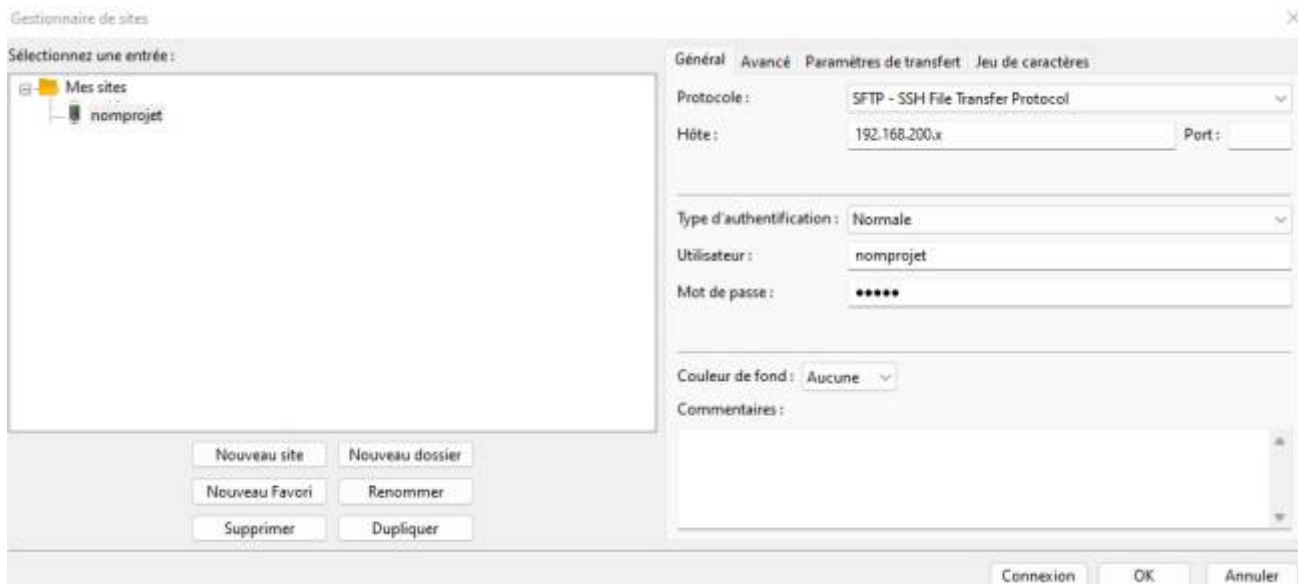 Gestionnaire de sites
Sélectionnez une entrée :
Mes sites
nomprojet
Nouveau site
Nouveau dossier
Nouveau Favori
Renommer
Supprimer
Dupliquer
Général Avancé Paramètres de transfert Jeu de caractères
Protocole : SFTP - SSH File Transfer Protocol
Hôte : 192.168.200.x Port :
Type d'authentification : Normale
Utilisateur : nomprojet
Mot de passe : •••••
Couleur de fond : Aucune
Commentaires :
Connexion OK Annuler